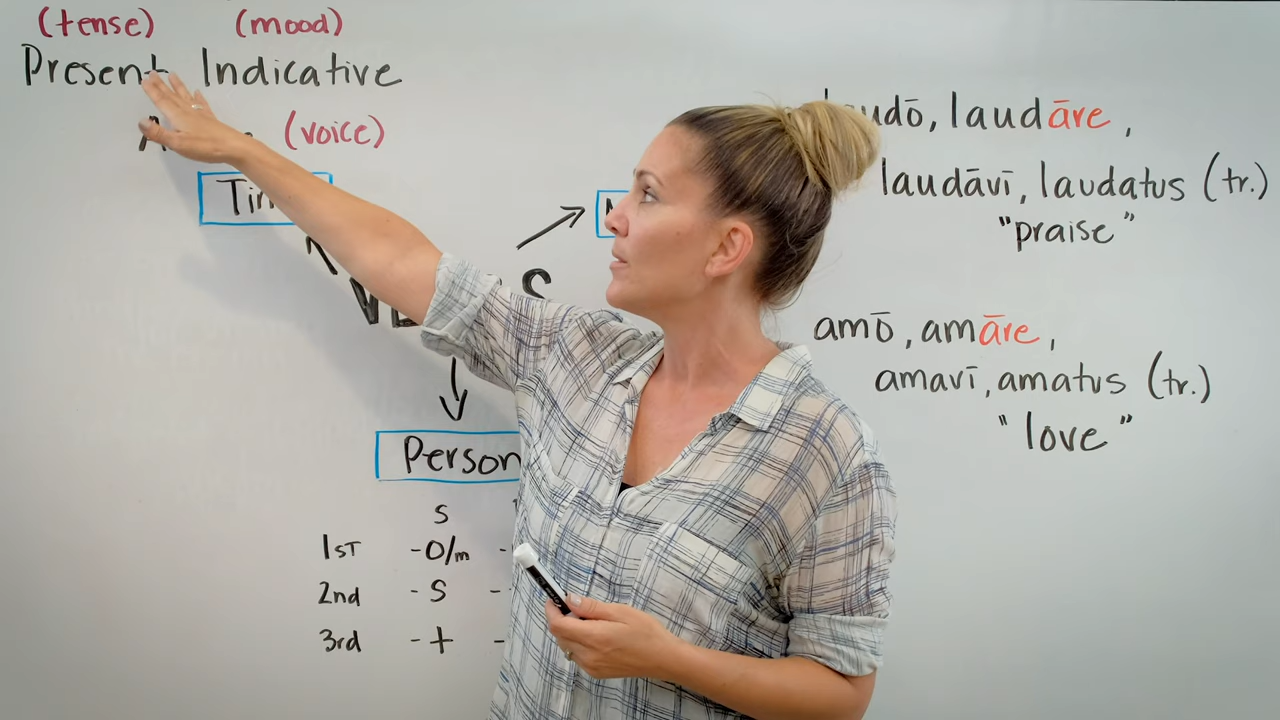 (tense) (mood)
Present Indicative
(voice)
Person
S
1ST -O/m -
2nd -S -
3rd -t -
laudāre,
laudāvī, laudatus (tr.)
"praise"
amō, amāre,
amavī, amatus (tr.)
"love"